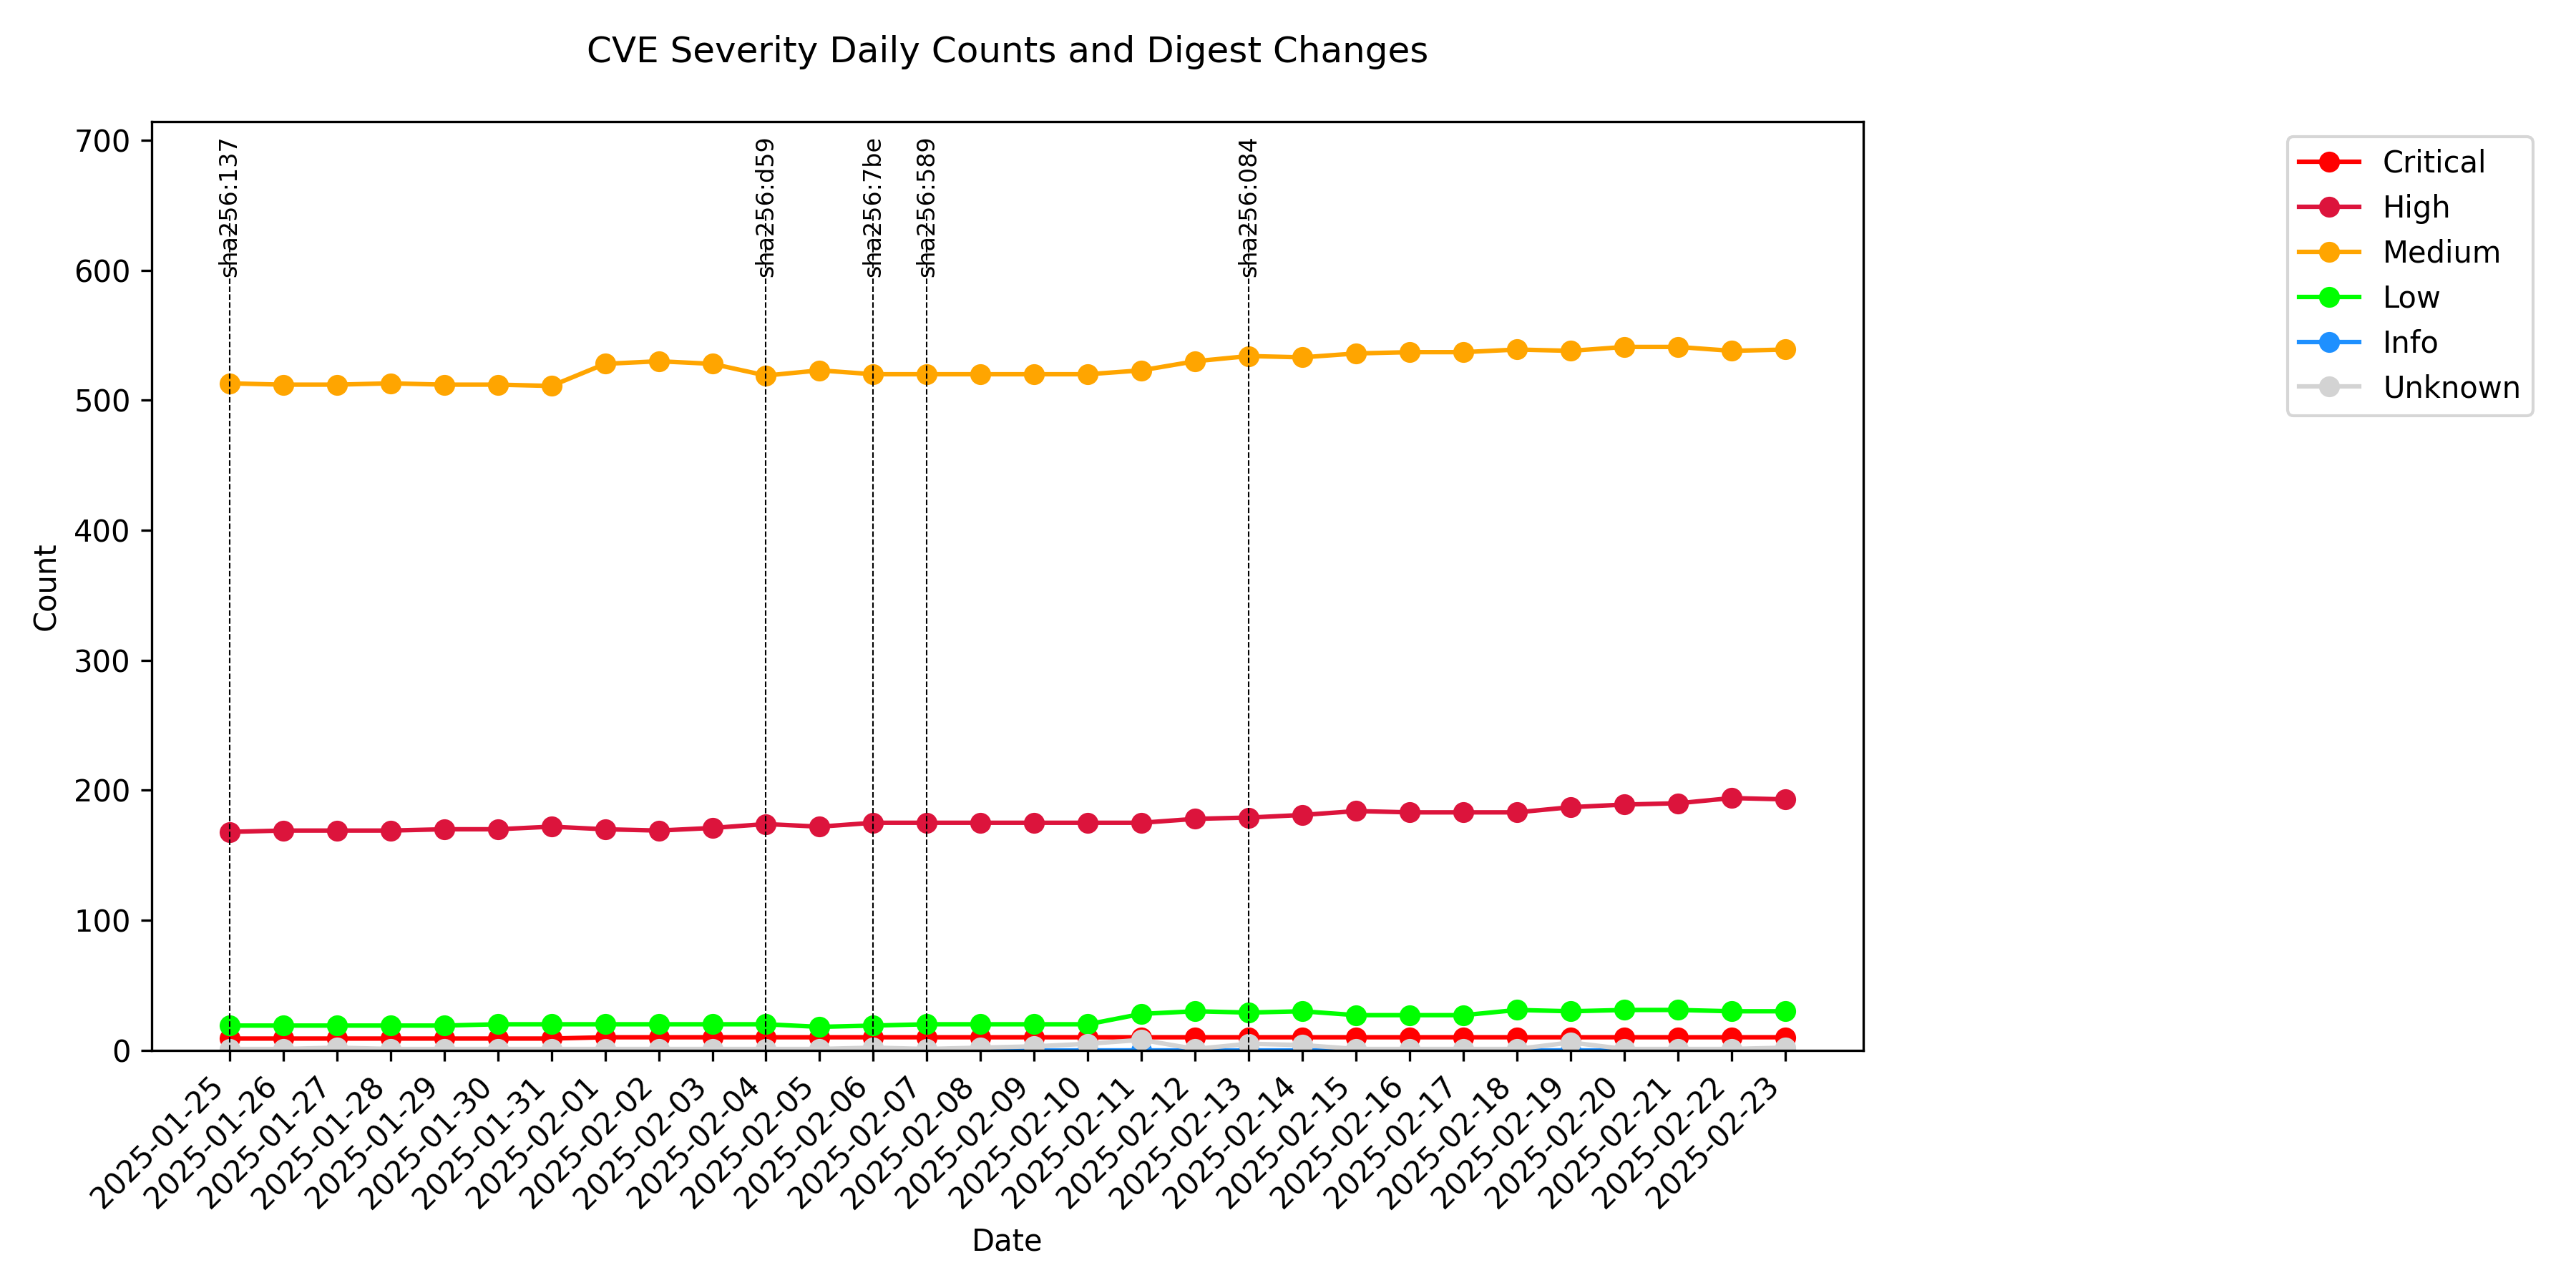 CVE Severity Daily Counts and Digest Changes
700
600
500
400
300
200
100
0
Count
sha256:137
sha256:d59
sha256:7be
sha256:589
sha256:084
Critical
High
Medium
Low
Info
Unknown
2025-01-25
2025-01-26
2025-01-27
2025-01-28
2025-01-29
2025-01-30
2025-01-31
2025-02-01
2025-02-02
2025-02-03
2025-02-04
2025-02-05
2025-02-06
2025-02-07
2025-02-08
2025-02-09
2025-02-10
2025-02-11
2025-02-12
2025-02-13
2025-02-14
2025-02-15
2025-02-16
2025-02-17
2025-02-18
2025-02-19
2025-02-20
2025-02-21
2025-02-22
2025-02-23
Date